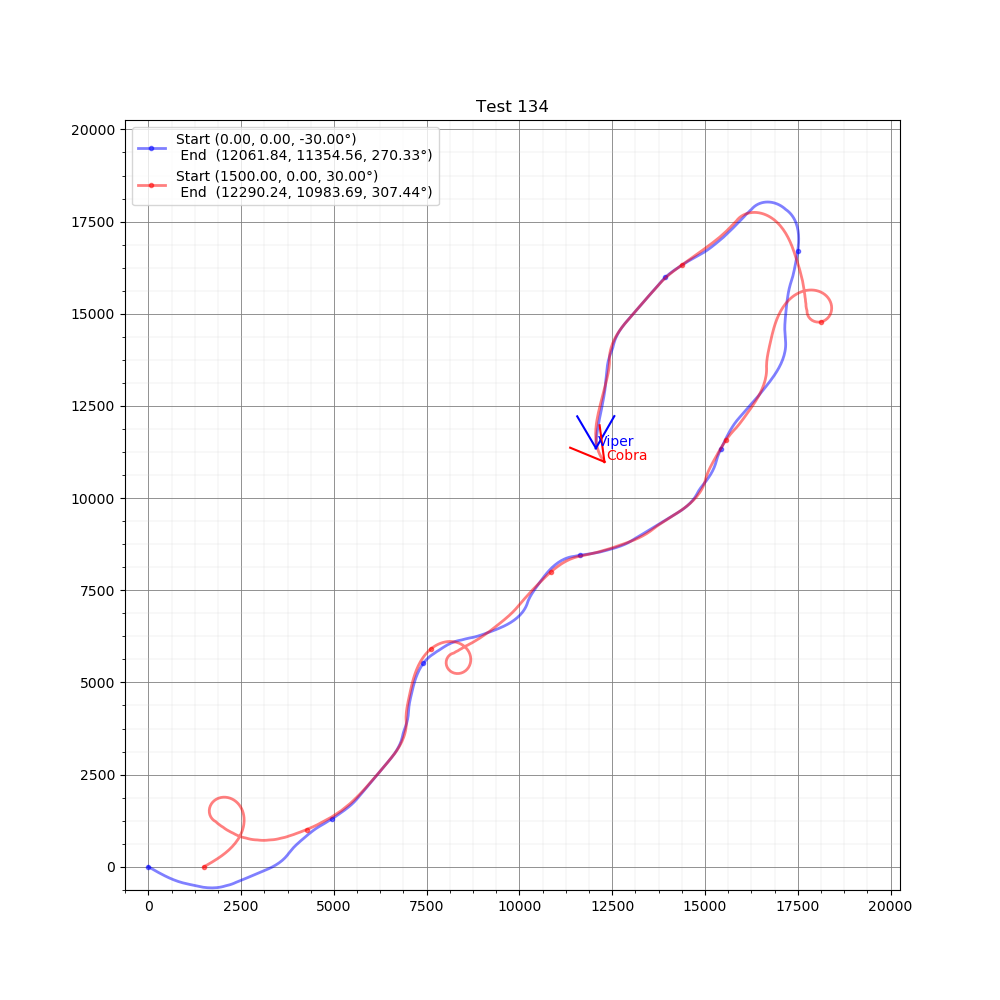 Test 134
Start (0.00, 0.00, -30.00°)
End (12061.84, 11354.56, 270.33°)
Start (1500.00, 0.00, 30.00°)
End (12290.24, 10983.69, 307.44°)
20000
17500
15000
12500
10000
7500
5000
2500
0
Viper
Cobra
0 2500 5000 7500 10000 12500 15000 17500 20000